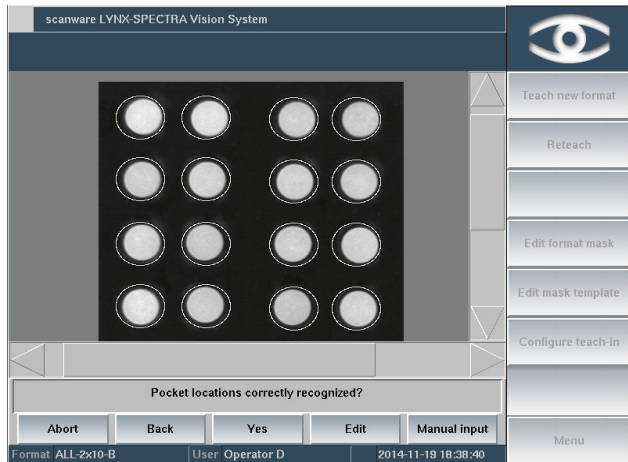 scanware LYNX-SPECTRA Vision System
Teach new format
Reteach
Edit format mask
Edit mask template
Configure teach-in
Pocket locations correctly recognized?
Abort Back Yes Edit Manual input
Menu
Format ALL-2x10-B User Operator D 2014-11-19 18:38:40